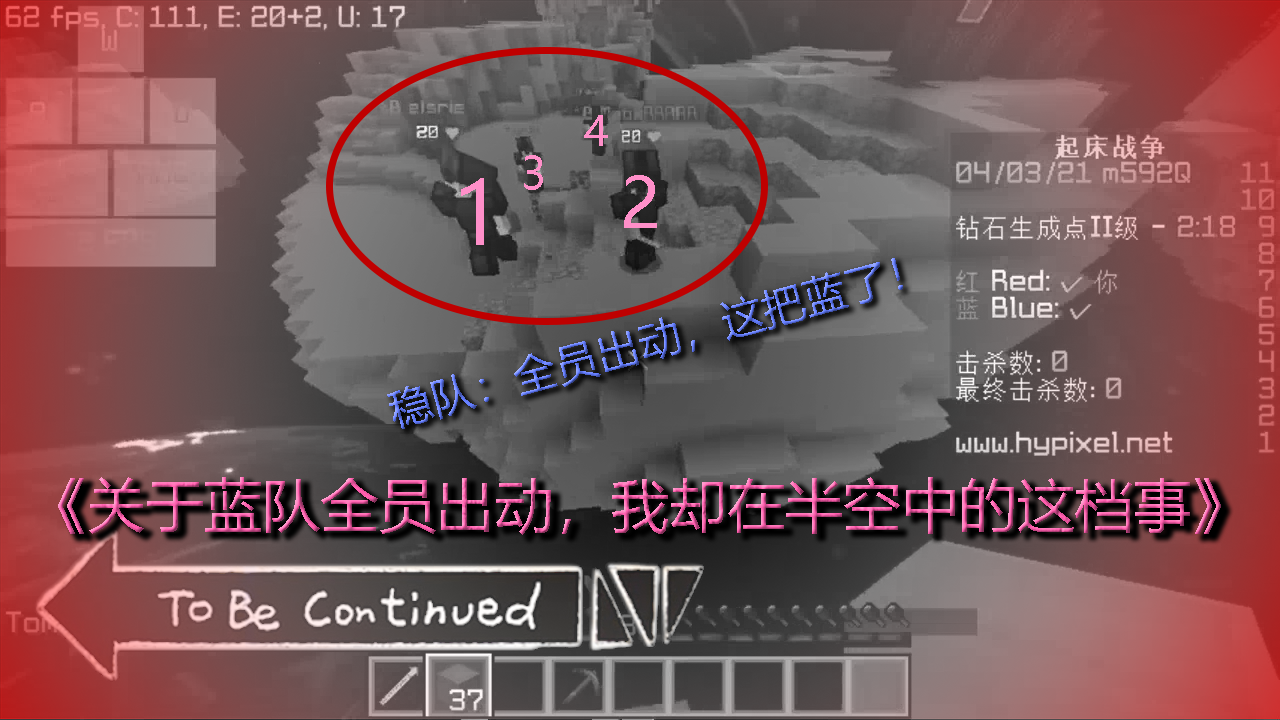 62 fps, C: 111, E: 20+2, U: 17
W
20
20
1
2
3
4
起床战争
04/03/21 m592Q
钻石生成点II级 - 2:18
红 Red: ✓ 你
蓝 Blue: ✓
击杀数: 0
最终击杀数: 0
www.hypixel.net
11
10
9
8
7
6
5
4
3
2
1
稳队：全员出动，这把蓝了！
《关于蓝队全员出动，我却在半空中的这档事》
To Be Continued
37